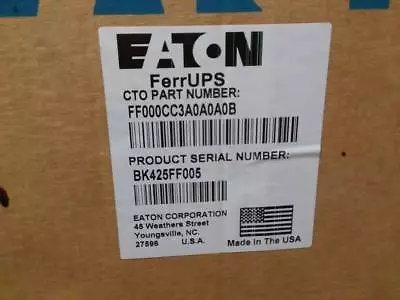 EATON
FerrUPS
CTO PART NUMBER:
FF000CC3A0A0A0B
PRODUCT SERIAL NUMBER:
BK425FF005
EATON CORPORATION
45 Weathers Street
Youngsville, NC.
27596 U.S.A.
Made In The USA